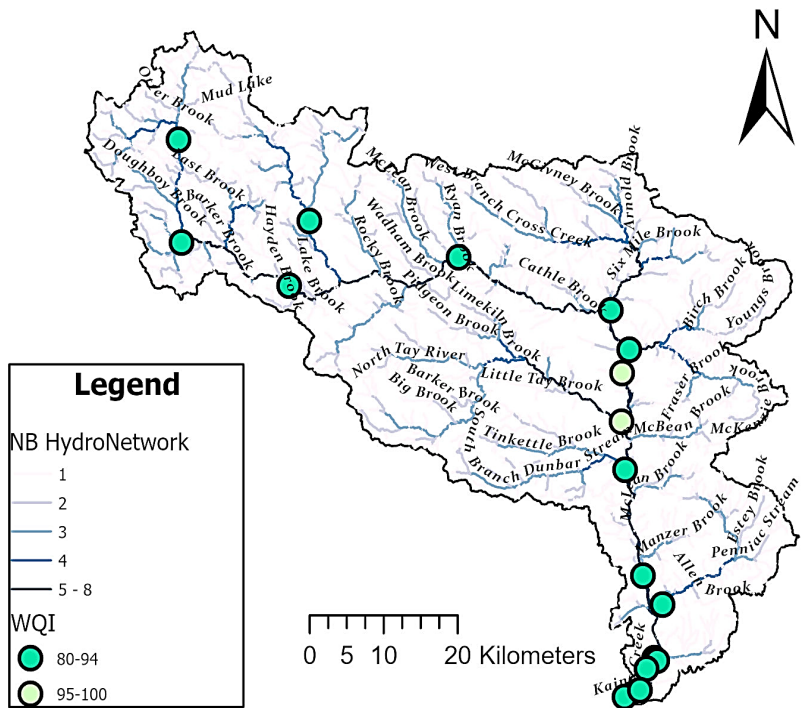 N
Otter Brook
Mud Lake
East Brook
Doughboy Brook
Barker Brook
Hayden Brook
Lake Brook
Rocky Brook
McLean Brook
Wadham Brook
Ryan Brook
West Branch Cross Creek
McGivney Brook
Arnold Brook
Six Mile Brook
Cathle Brook
Birch Brook
Youngs Brook
Pidgeon Brook
Limekiln Brook
North Tay River
Little Tay Brook
Barker Brook
Big Brook
South Branch Dunbar Stream
Tinkettle Brook
Fraser Brook
McBean Brook
McKenzie Brook
Manzer Brook
Estey Brook
Penniac Stream
Allen Brook
Creek
Legend
NB HydroNetwork
1
2
3
4
5 - 8
WQI
80-94
95-100
0 5 10 20 Kilometers